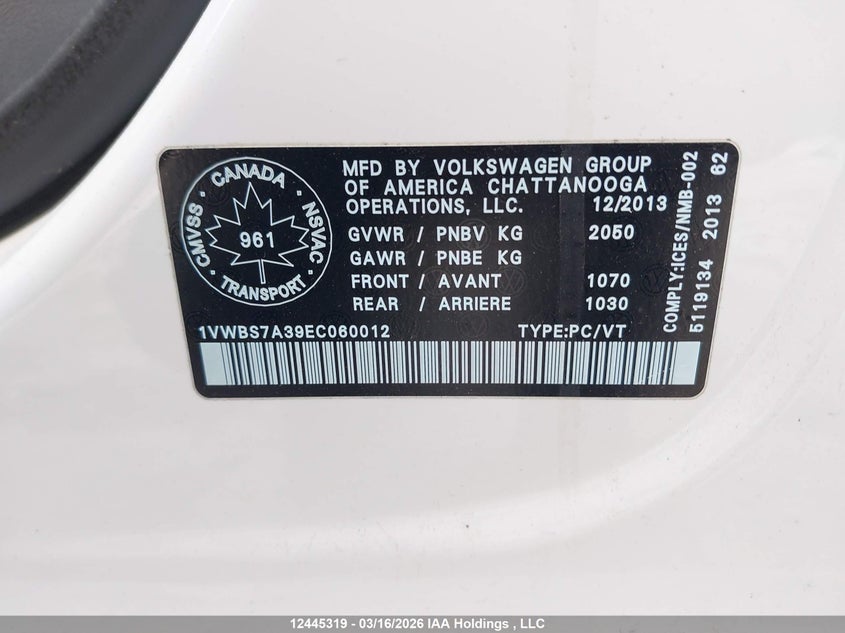 CANADA
CMVSS
NSVAC
961
TRANSPORT
MFD BY VOLKSWAGEN GROUP
OF AMERICA CHATTANOOGA
OPERATIONS, LLC. 12/2013
GVWR / PNBV KG 2050
GAWR / PNBE KG
FRONT / AVANT 1070
REAR / ARRIERE 1030
1VWBS7A39EC060012 TYPE:PC/VT
COMPLY:ICES/NMB-002
5119134 2013 62
12445319 - 03/16/2026 IAA Holdings , LLC